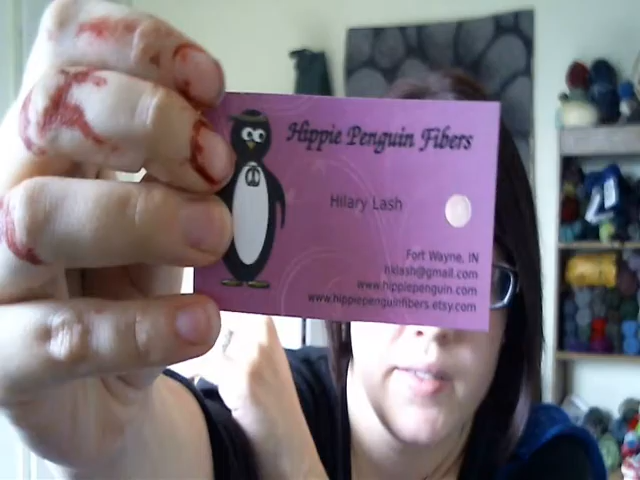 Hippie Penguin Fibers
Hilary Lash
Fort Wayne, IN
hklash@gmail.com
www.hippiepenguin.com
www.hippiepenguinfibers.etsy.com